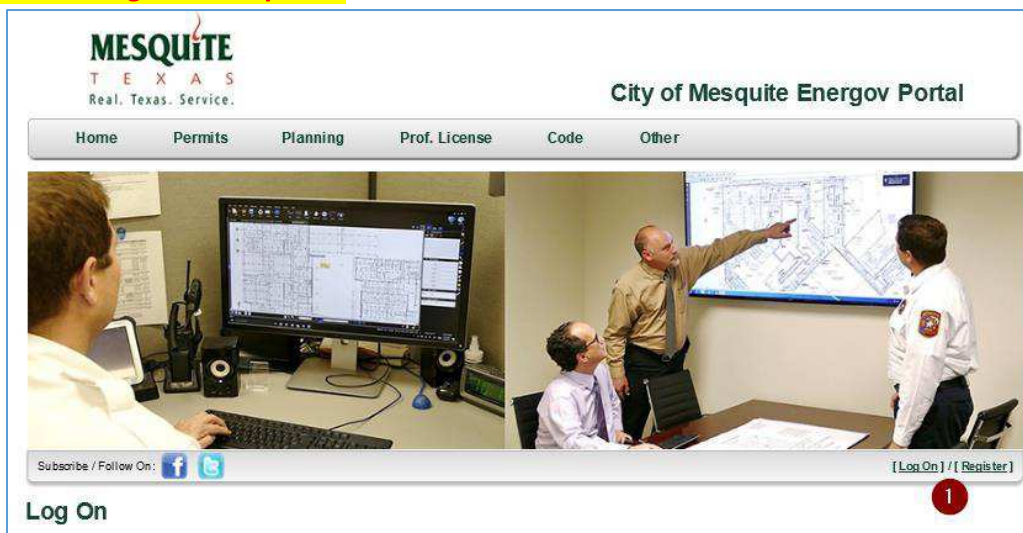 MESQUiTE
TEXAS
Real. Texas. Service.
City of Mesquite Energov Portal
Home Permits Planning Prof. License Code Other
Subscribe / Follow On:
[ Log On ] / [ Register ]
1
Log On